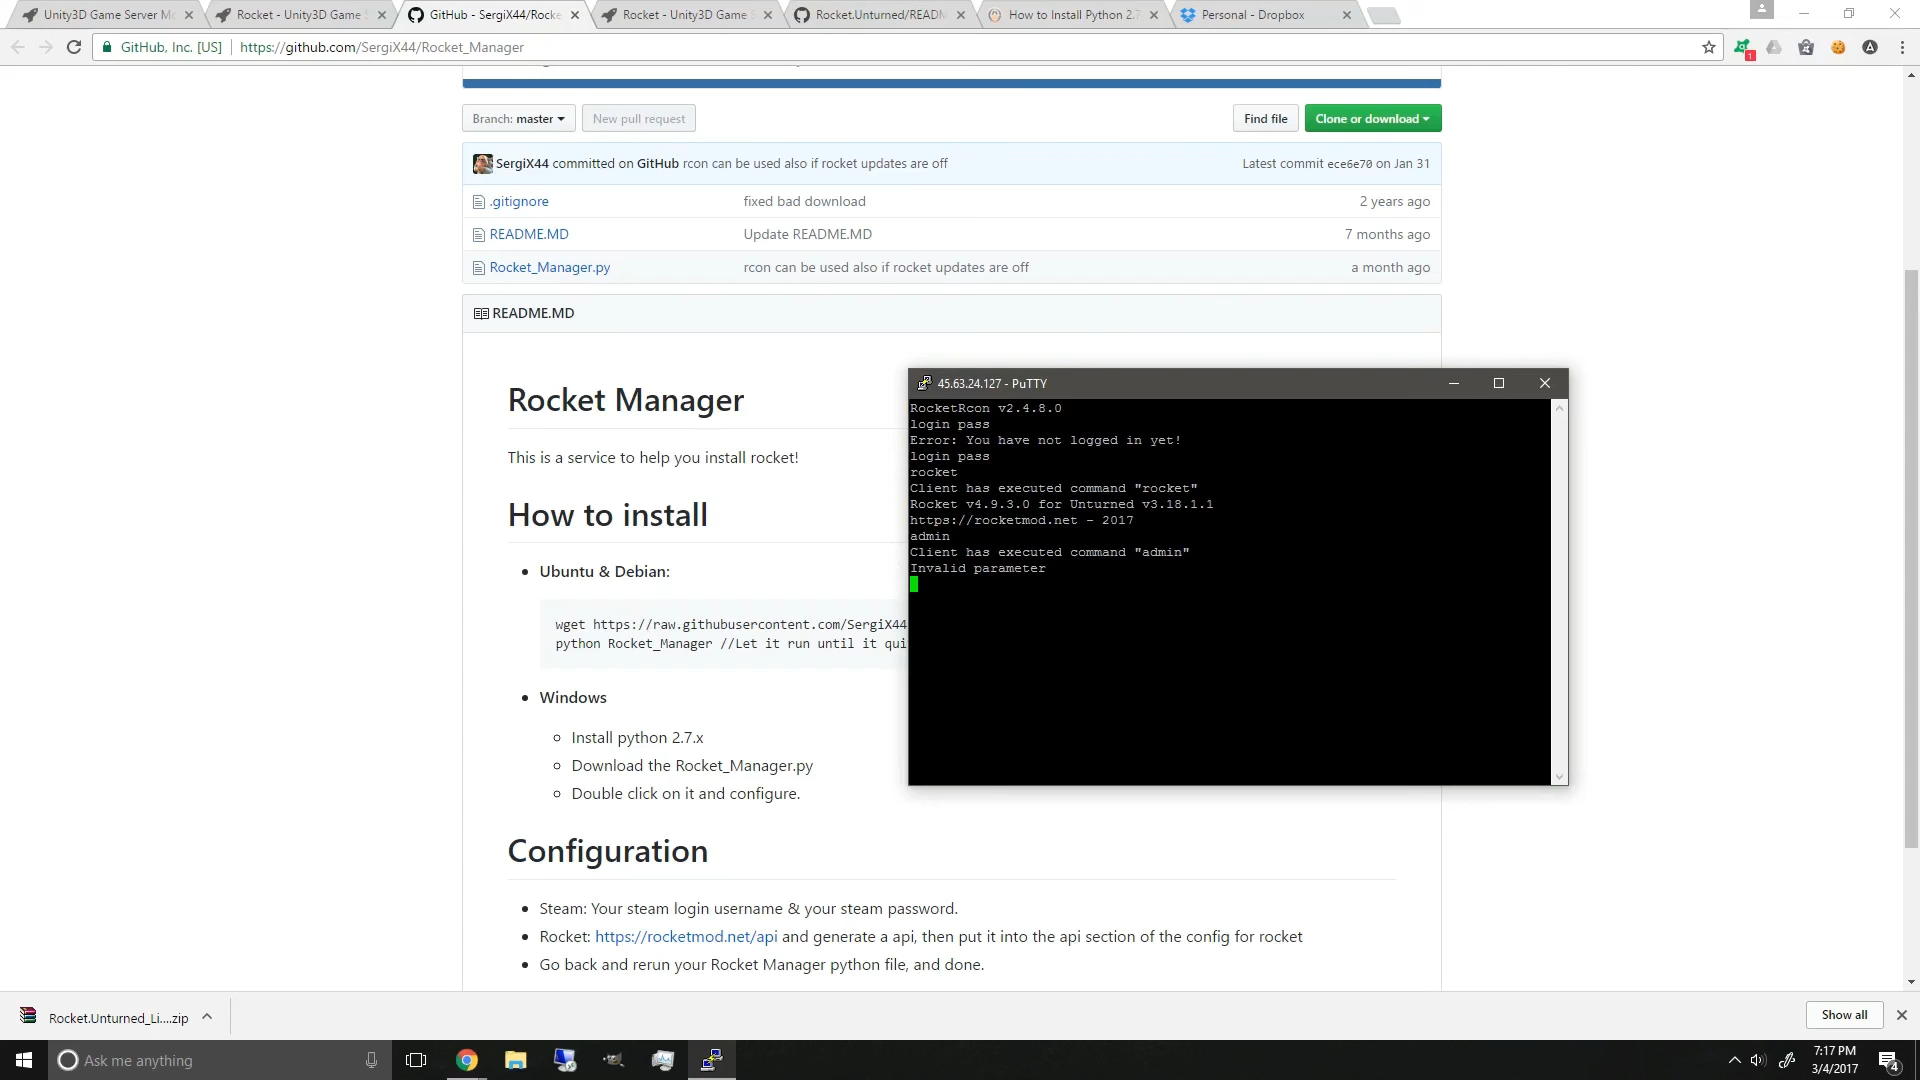 Unity3D Game Server Mo
Rocket - Unity3D Game S
GitHub - SergiX44/Rocke
Rocket - Unity3D Game S
Rocket.Unturned/READM
How to Install Python 2.7
Personal - Dropbox
GitHub, Inc. [US]
https://github.com/SergiX44/Rocket_Manager
1
Branch: master
New pull request
Find file
Clone or download
SergiX44 committed on GitHub rcon can be used also if rocket updates are off
Latest commit ece6e70 on Jan 31
.gitignore
fixed bad download
2 years ago
README.MD
Update README.MD
7 months ago
Rocket_Manager.py
rcon can be used also if rocket updates are off
a month ago
README.MD
Rocket Manager
This is a service to help you install rocket!
How to install
Ubuntu & Debian:
wget https://raw.githubusercontent.com/SergiX44
python Rocket_Manager //Let it run until it qui
Windows
Install python 2.7.x
Download the Rocket_Manager.py
Double click on it and configure.
Configuration
Steam: Your steam login username & your steam password.
Rocket: https://rocketmod.net/api and generate a api, then put it into the api section of the config for rocket
Go back and rerun your Rocket Manager python file, and done.
45.63.24.127 - PuTTY
RocketRcon v2.4.8.0
login pass
Error: You have not logged in yet!
login pass
rocket
Client has executed command "rocket"
Rocket v4.9.3.0 for Unturned v3.18.1.1
https://rocketmod.net - 2017
admin
Client has executed command "admin"
Invalid parameter
Rocket.Unturned_Li....zip
Show all
Ask me anything
7:17 PM
3/4/2017
4